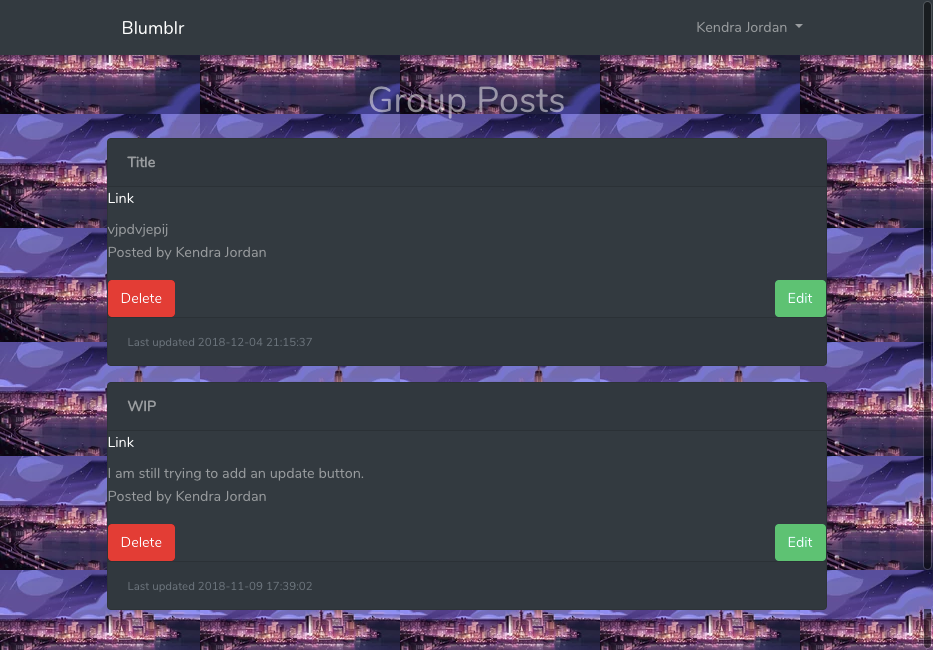 Blumblr
Kendra Jordan
Group Posts
Title
Link
vjpdvjepij
Posted by Kendra Jordan
Delete
Edit
Last updated 2018-12-04 21:15:37
WIP
Link
I am still trying to add an update button.
Posted by Kendra Jordan
Delete
Edit
Last updated 2018-11-09 17:39:02